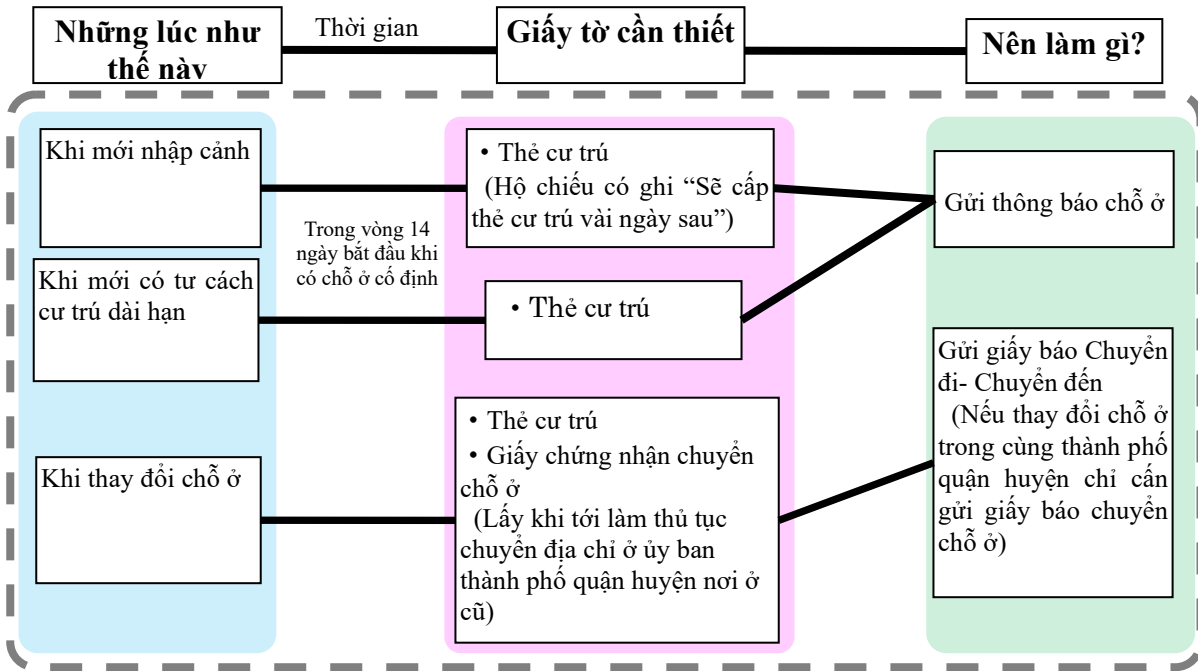 Những lúc như
thế này
Thời gian
Giấy tờ cần thiết
Nên làm gì?
Khi mới nhập cảnh
・Thẻ cư trú
(Hộ chiếu có ghi “Sẽ cấp
thẻ cư trú vài ngày sau”)
Gửi thông báo chỗ ở
Trong vòng 14
ngày bắt đầu khi
có chỗ ở cố định
Khi mới có tư cách
cư trú dài hạn
・Thẻ cư trú
Khi thay đổi chỗ ở
・Thẻ cư trú
・Giấy chứng nhận chuyển
chỗ ở
(Lấy khi tới làm thủ tục
chuyển địa chỉ ở ủy ban
thành phố quận huyện nơi ở
cũ)
Gửi giấy báo Chuyển
đi- Chuyển đến
(Nếu thay đổi chỗ ở
trong cùng thành phố
quận huyện chỉ cấn
gửi giấy báo chuyển
chỗ ở)